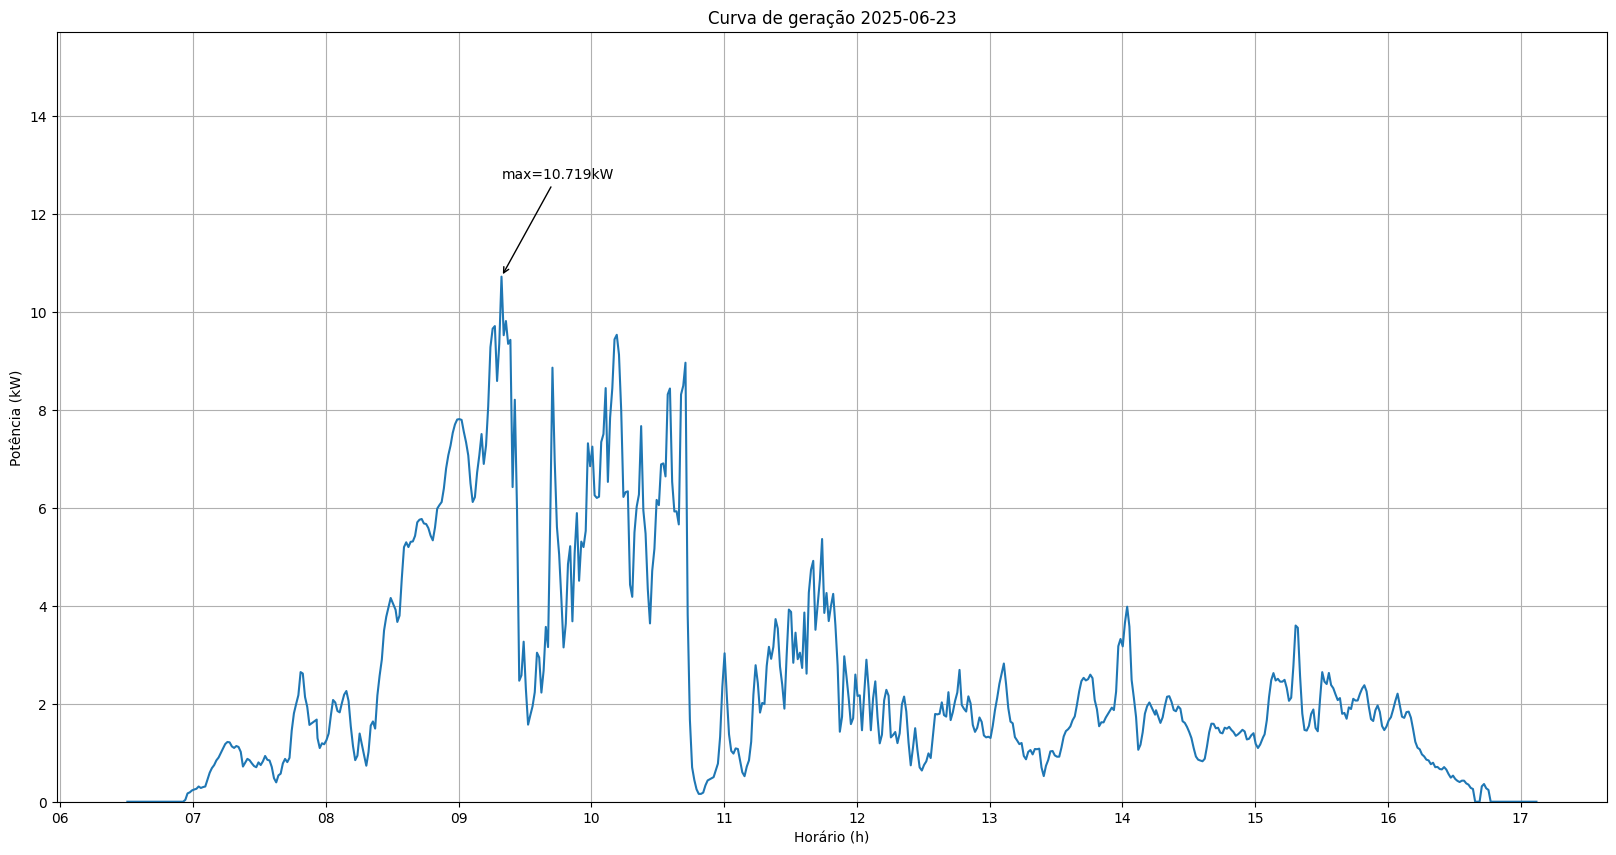 Curva de geração 2025-06-23
Potência (kW)
14
12
10
8
6
4
2
0
max=10.719kW
06 07 08 09 10 11 12 13 14 15 16 17
Horário (h)